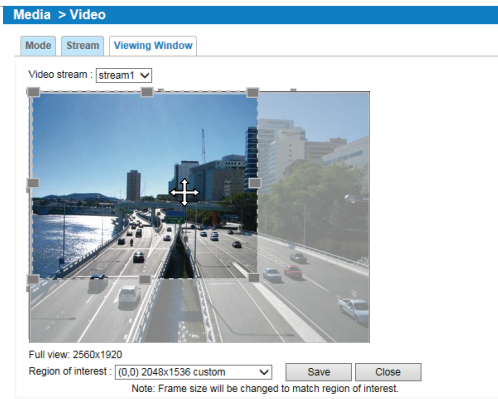 Media > Video
Mode Stream Viewing Window
Video stream : stream1
Full view: 2560x1920
Region of interest : (0,0) 2048x1536 custom Save Close
Note: Frame size will be changed to match region of interest.